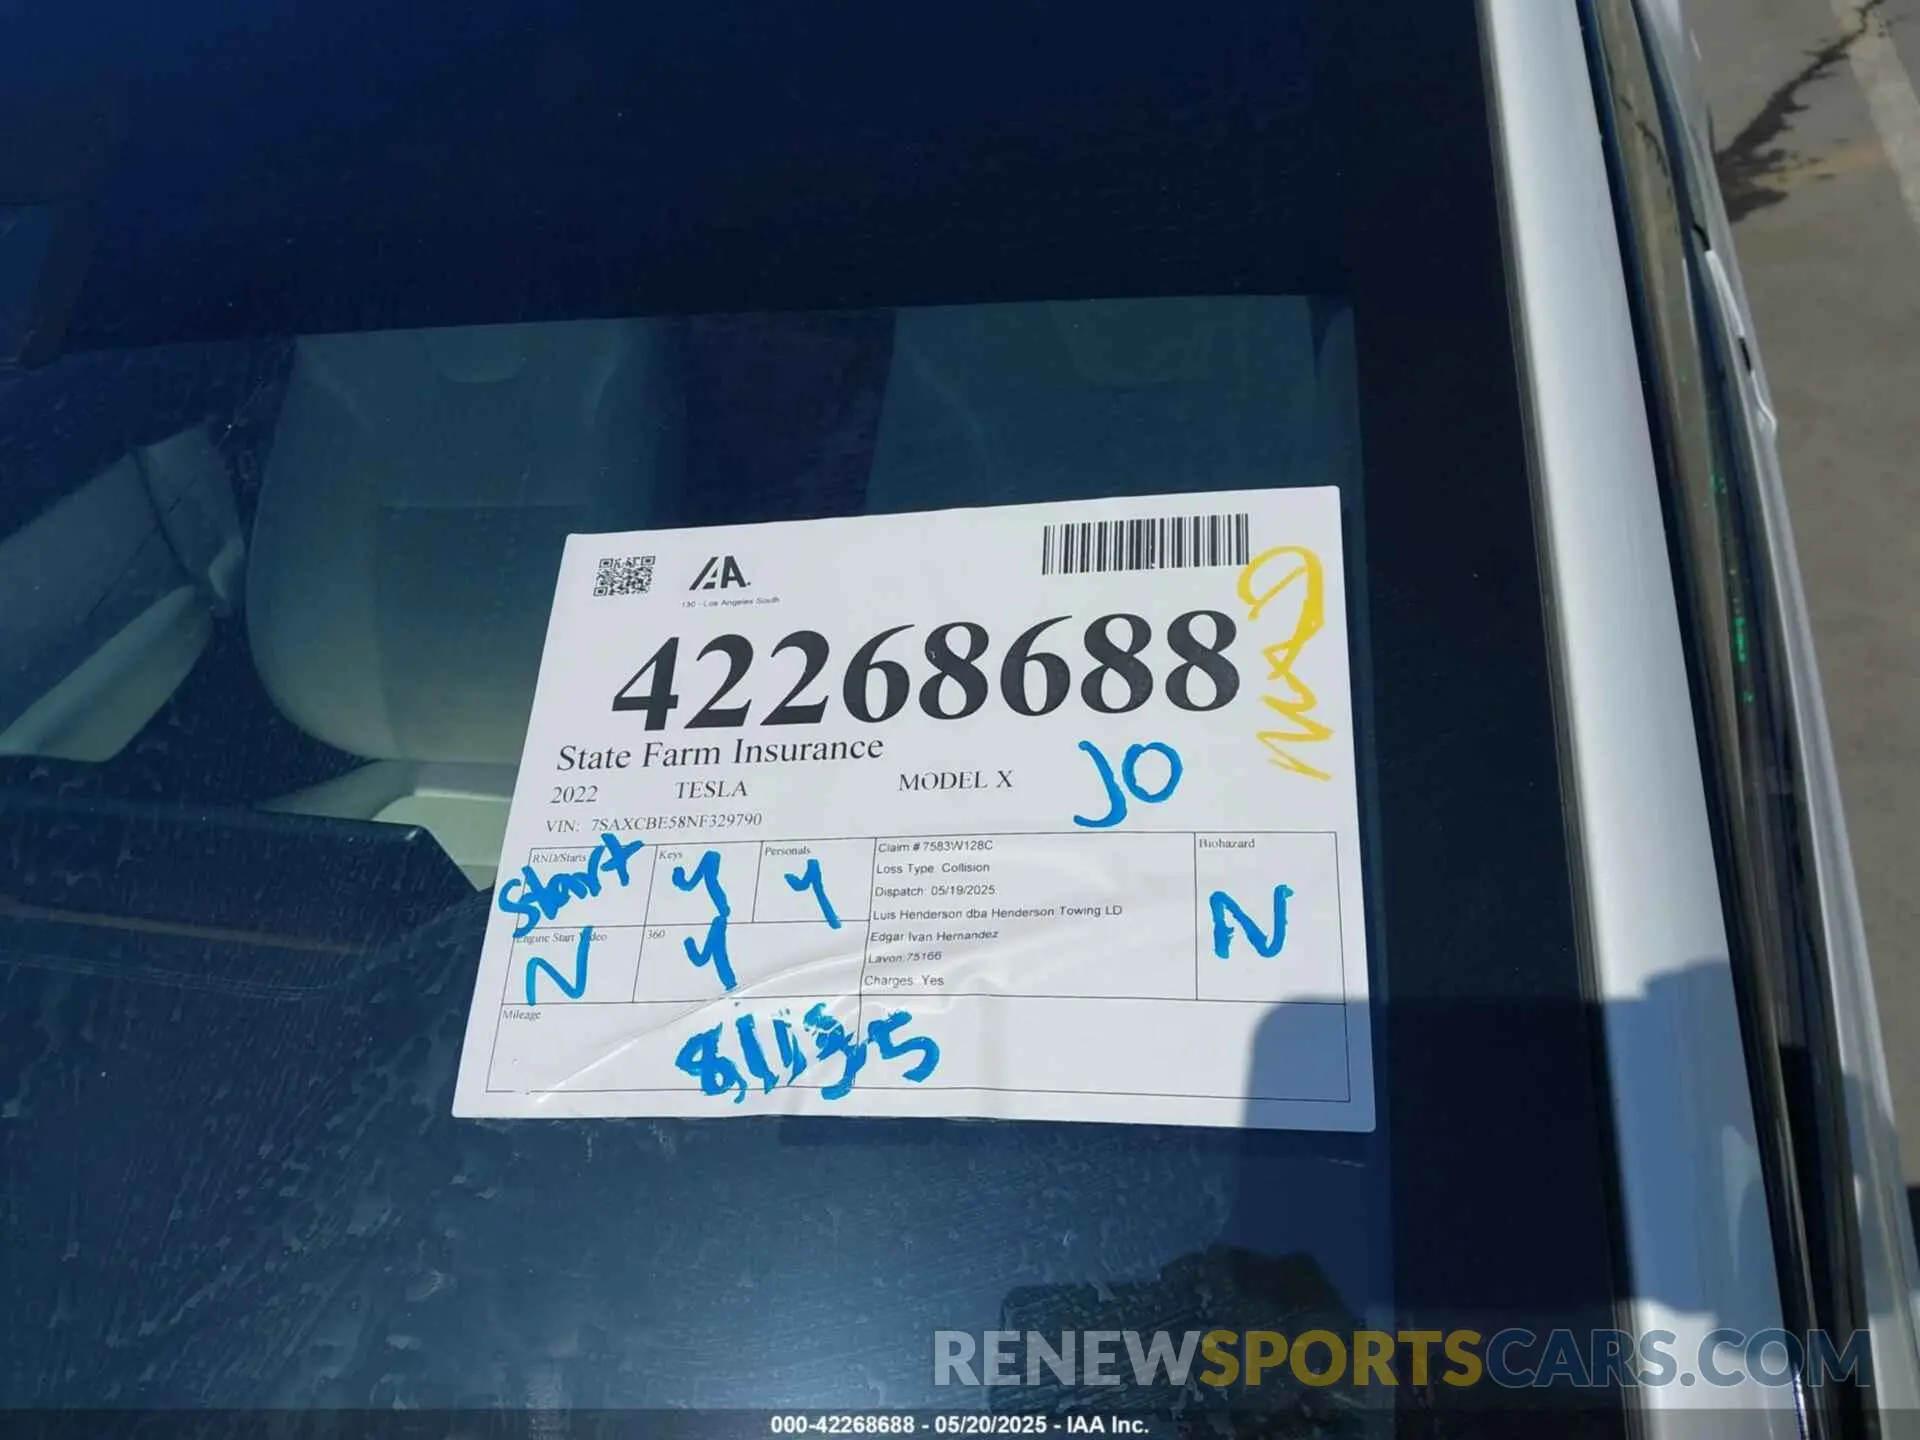 IAA.
130 - Los Angeles South
42268688
State Farm Insurance
2022 TESLA MODEL X JO
VIN: 7SAXCBE58NF329790
RND/Starts Start
Keys Y
Personals Y
Engine Start Video N
360 Y
Claim # 7583W128C
Loss Type: Collision
Dispatch: 05/19/2025
Luis Henderson dba Henderson Towing LD
Edgar Ivan Hernandez
Lavon 75166
Charges: Yes
Biohazard N
Mileage
RENEWSPORTSCARS.COM
000-42268688 - 05/20/2025 - IAA Inc.